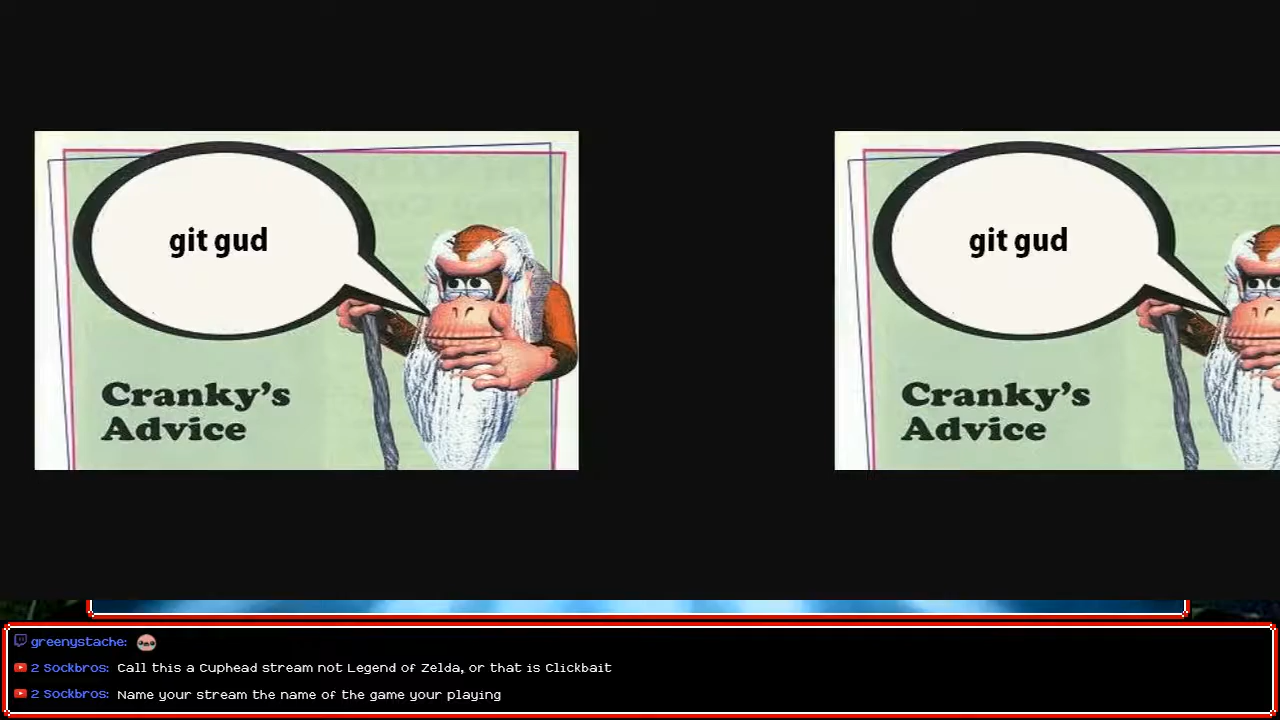 git gud
Cranky's
Advice
git gud
Cranky's
Advice
greenystache:
2 Sockbros: Call this a Cuphead stream not Legend of Zelda, or that is Clickbait
2 Sockbros: Name your stream the name of the game your playing